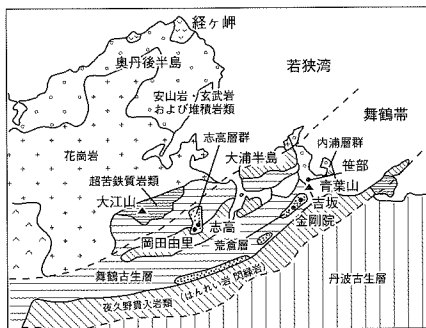 経ヶ岬
奥丹後半島
若狭湾
安山岩・玄武岩
および堆積岩類
舞鶴帯
志高層群
内浦層群
大浦半島
笹部
花崗岩
超苦鉄質岩類
青葉山
大江山
吉坂
志高
金剛院
岡田由里
荒倉層
舞鶴古生層
丹波古生層
夜久野貫入岩類(はんれい岩,閃緑岩)